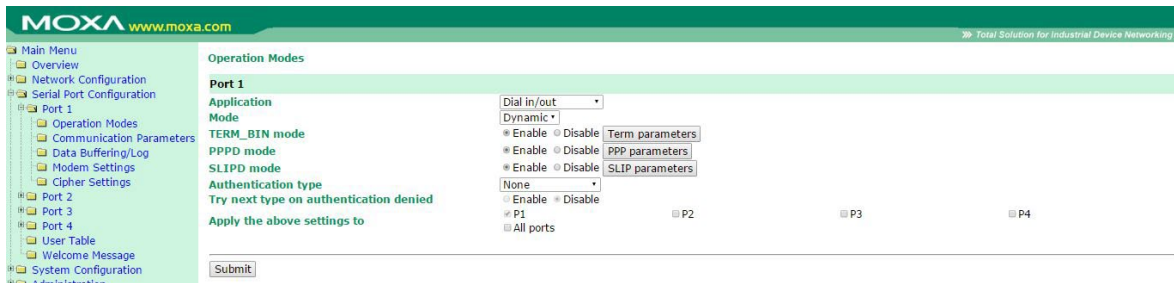 MOXA www.moxa.com
Total Solution for Industrial Device Networking
Main Menu
Overview
Network Configuration
Serial Port Configuration
Port 1
Operation Modes
Communication Parameters
Data Buffering/Log
Modem Settings
Cipher Settings
Port 2
Port 3
Port 4
User Table
Welcome Message
System Configuration
Administration
Operation Modes
Port 1
Application Dial in/out
Mode Dynamic
TERM_BIN mode Enable Disable Term parameters
PPPD mode Enable Disable PPP parameters
SLIPD mode Enable Disable SLIP parameters
Authentication type None
Try next type on authentication denied Enable Disable
Apply the above settings to P1 P2 P3 P4
All ports
Submit